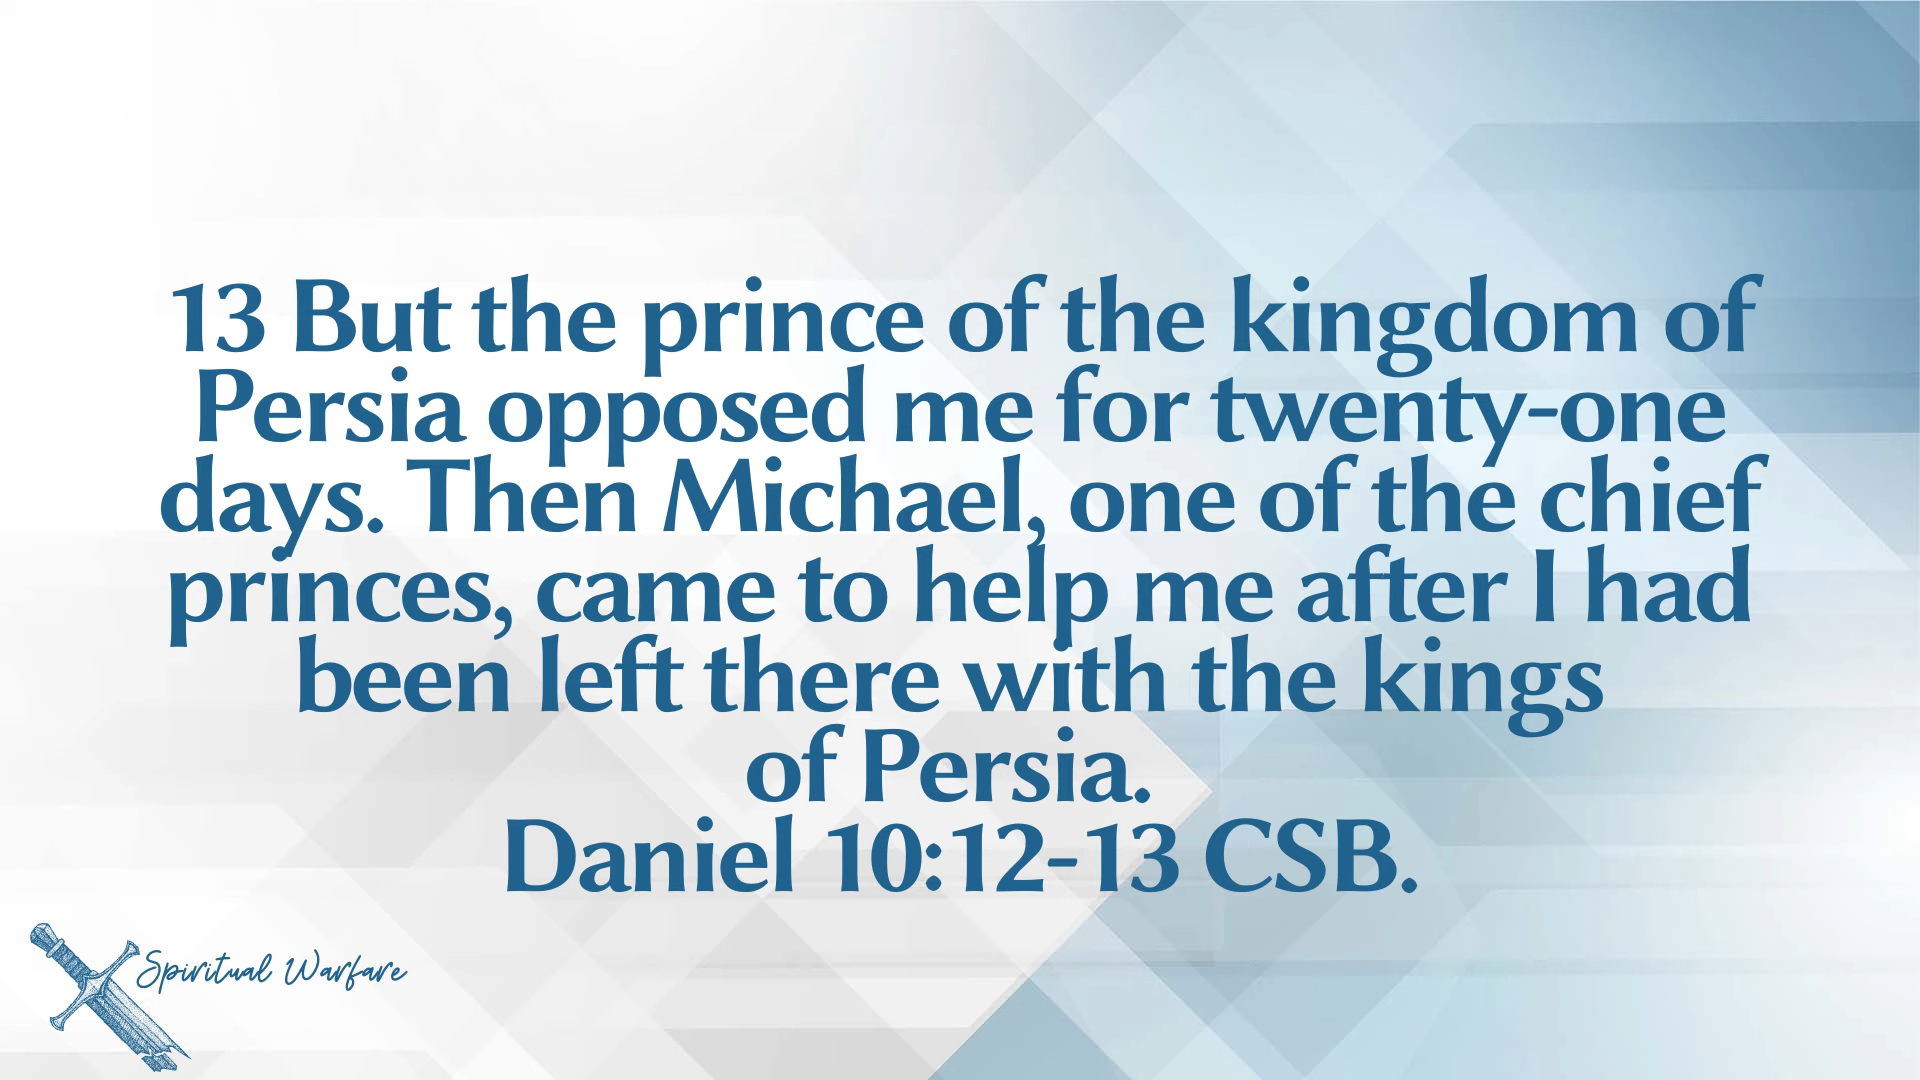 13 But the prince of the kingdom of
Persia opposed me for twenty-one
days. Then Michael, one of the chief
princes, came to help me after I had
been left there with the kings
of Persia.
Daniel 10:12-13 CSB.
Spiritual Warfare